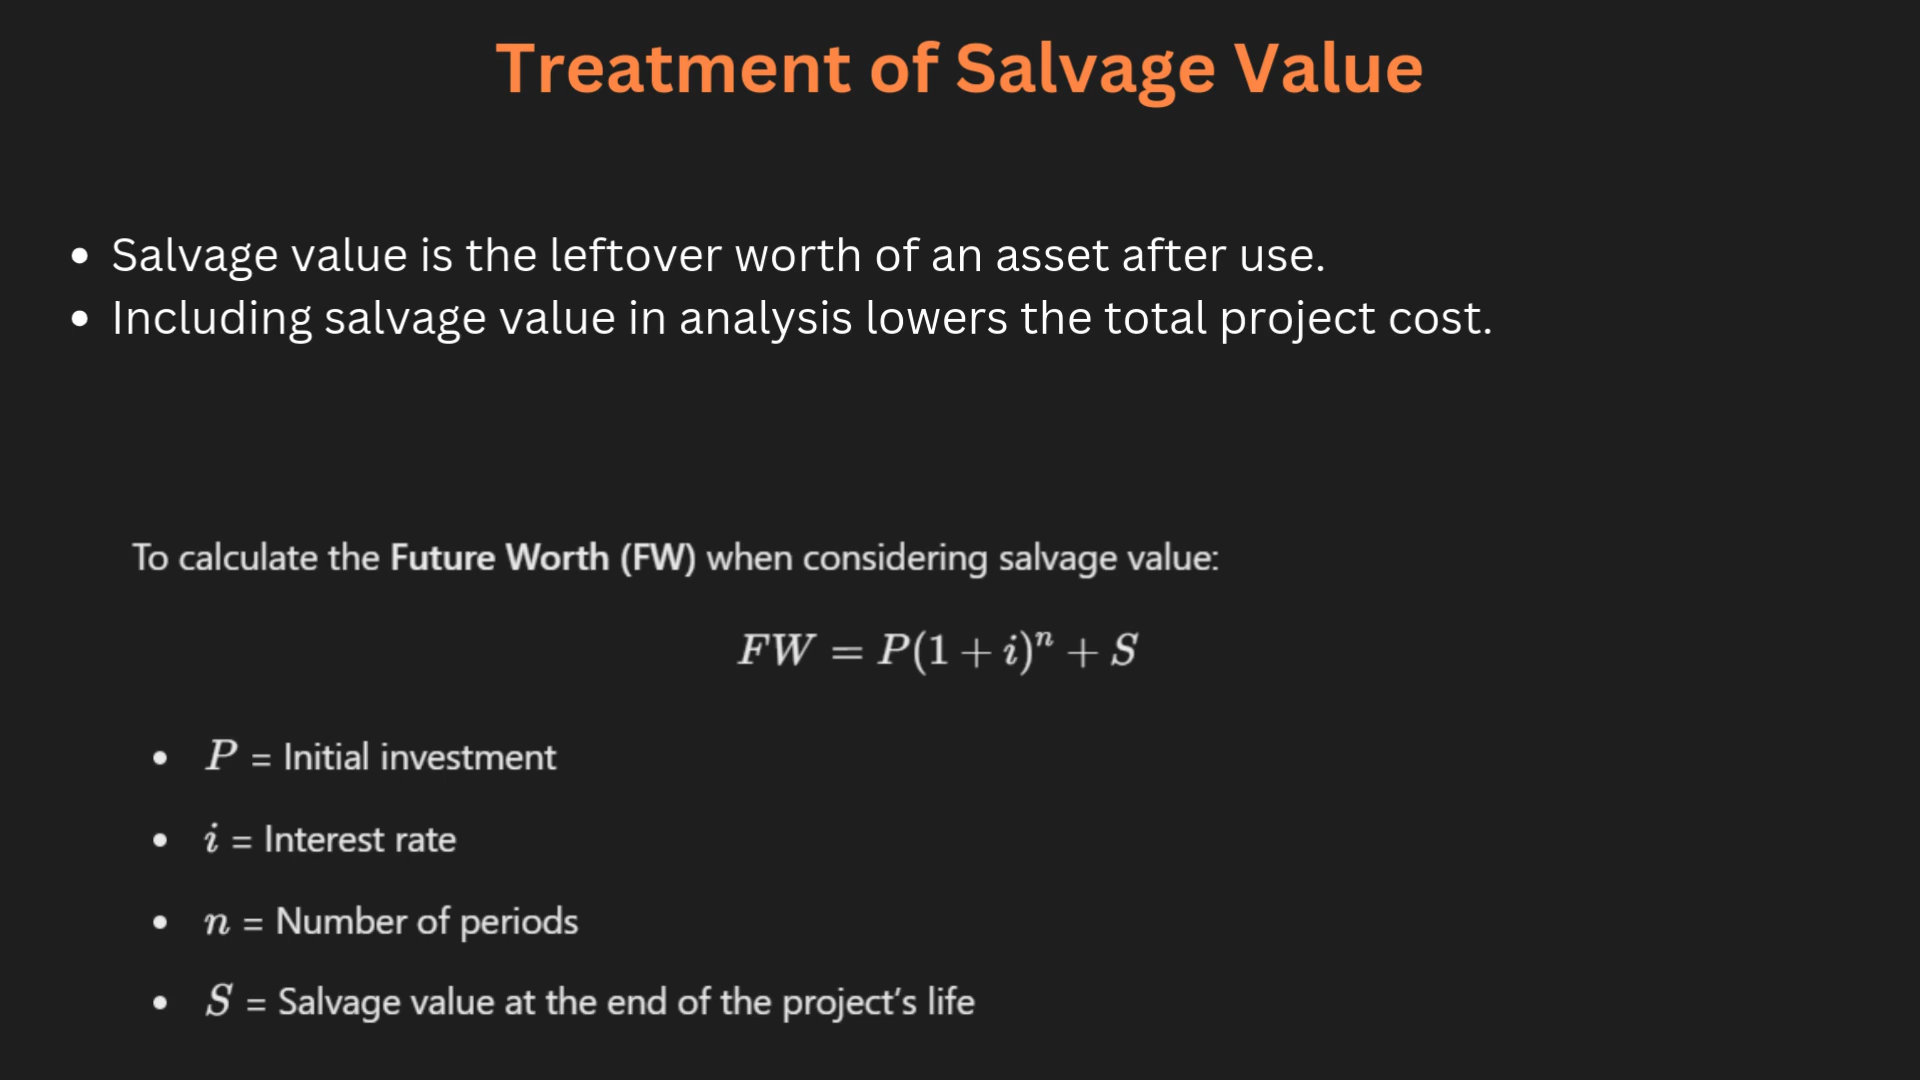 Treatment of Salvage Value
• Salvage value is the leftover worth of an asset after use.
• Including salvage value in analysis lowers the total project cost.
To calculate the Future Worth (FW) when considering salvage value:
FW = P(1 + i)ⁿ + S
• P = Initial investment
• i = Interest rate
• n = Number of periods
• S = Salvage value at the end of the project's life